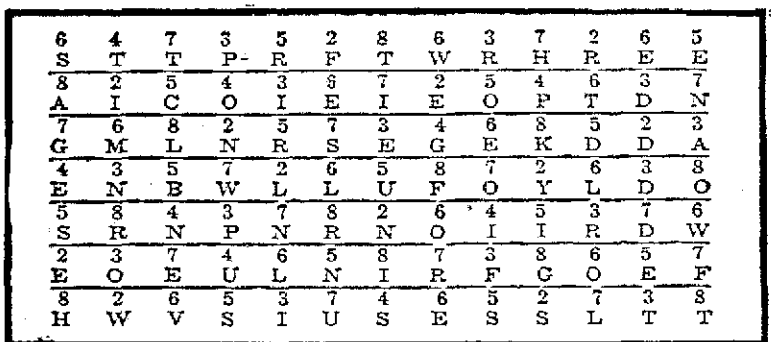 6 4 7 3 5 2 8 6 3 7 2 6 5
S T T P R F T W R H R E E
8 2 5 4 3 6 7 2 5 4 6 3 7
A I C O I E I E O P T D N
7 6 8 2 5 7 3 4 6 8 5 2 3
G M L N R S E G E K D D A
4 3 5 7 2 6 5 8 7 2 6 3 8
E N B W L L U F O Y L D O
5 8 4 3 7 8 2 6 4 5 3 7 6
S R N P N R N O I I R D W
2 3 7 4 6 5 8 7 3 8 6 5 7
E O E U L N I R F G O E F
8 2 6 5 3 7 4 6 5 2 7 3 8
H W V S I U S E S S L T T